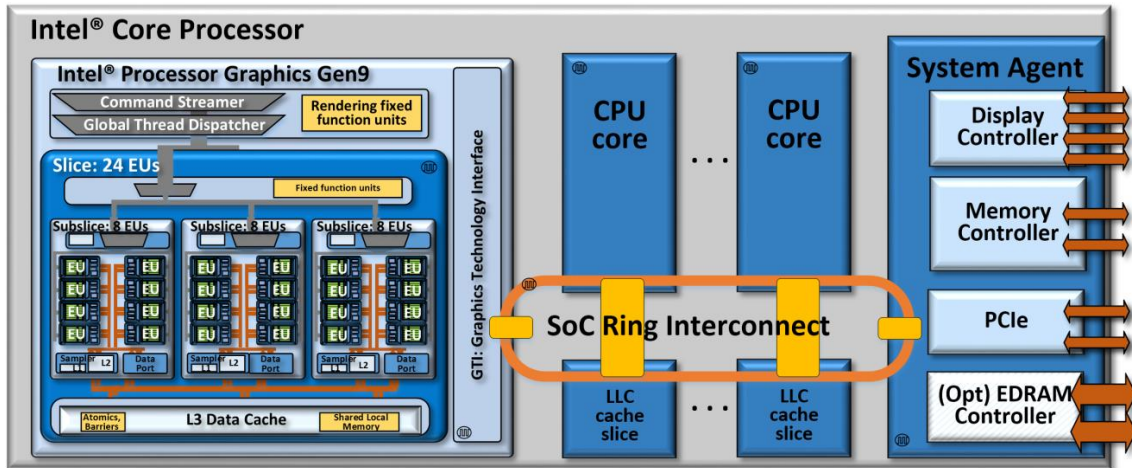 Intel® Core Processor
Intel® Processor Graphics Gen9
Command Streamer
Global Thread Dispatcher
Rendering fixed
function units
Slice: 24 EUs
Fixed function units
Subslice: 8 EUs
Subslice: 8 EUs
Subslice: 8 EUs
EU EU EU EU EU EU
EU EU EU EU EU EU
EU EU EU EU EU EU
EU EU EU EU EU EU
Sampler
L1
L2
Data
Port
Sampler
L1
L2
Data
Port
Sampler
L1
L2
Data
Port
Atomics,
Barriers
L3 Data Cache
Shared Local
Memory
GTI: Graphics Technology Interface
CPU
core
...
CPU
core
SoC Ring Interconnect
LLC
cache
slice
...
LLC
cache
slice
System Agent
Display
Controller
Memory
Controller
PCIe
(Opt) EDRAM
Controller